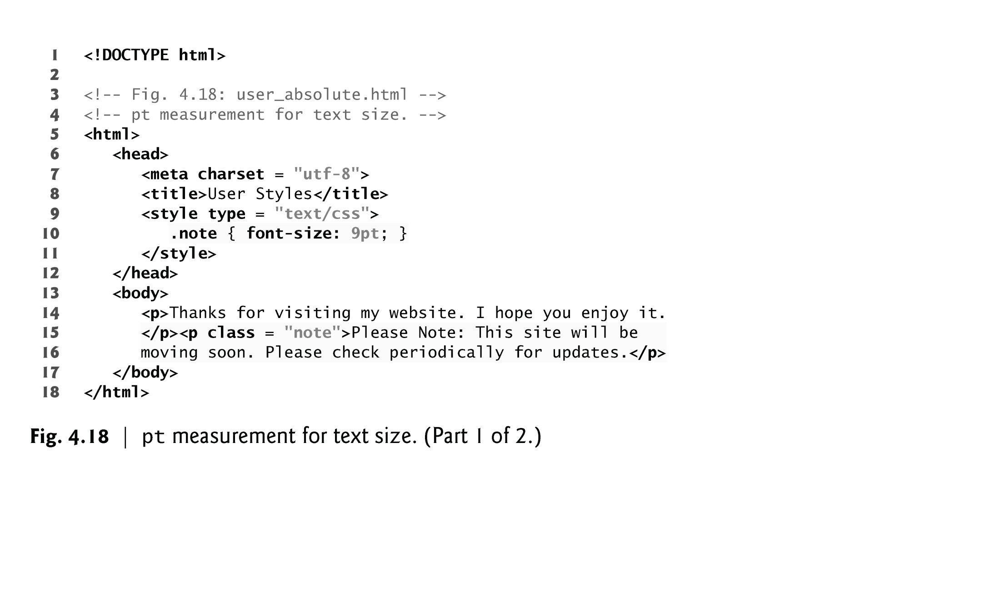 1 <!DOCTYPE html>
2
3 <!-- Fig. 4.18: user_absolute.html -->
4 <!-- pt measurement for text size. -->
5 <html>
6 <head>
7 <meta charset = "utf-8">
8 <title>User Styles</title>
9 <style type = "text/css">
10 .note { font-size: 9pt; }
11 </style>
12 </head>
13 <body>
14 <p>Thanks for visiting my website. I hope you enjoy it.
15 </p><p class = "note">Please Note: This site will be
16 moving soon. Please check periodically for updates.</p>
17 </body>
18 </html>
Fig. 4.18 | pt measurement for text size. (Part 1 of 2.)